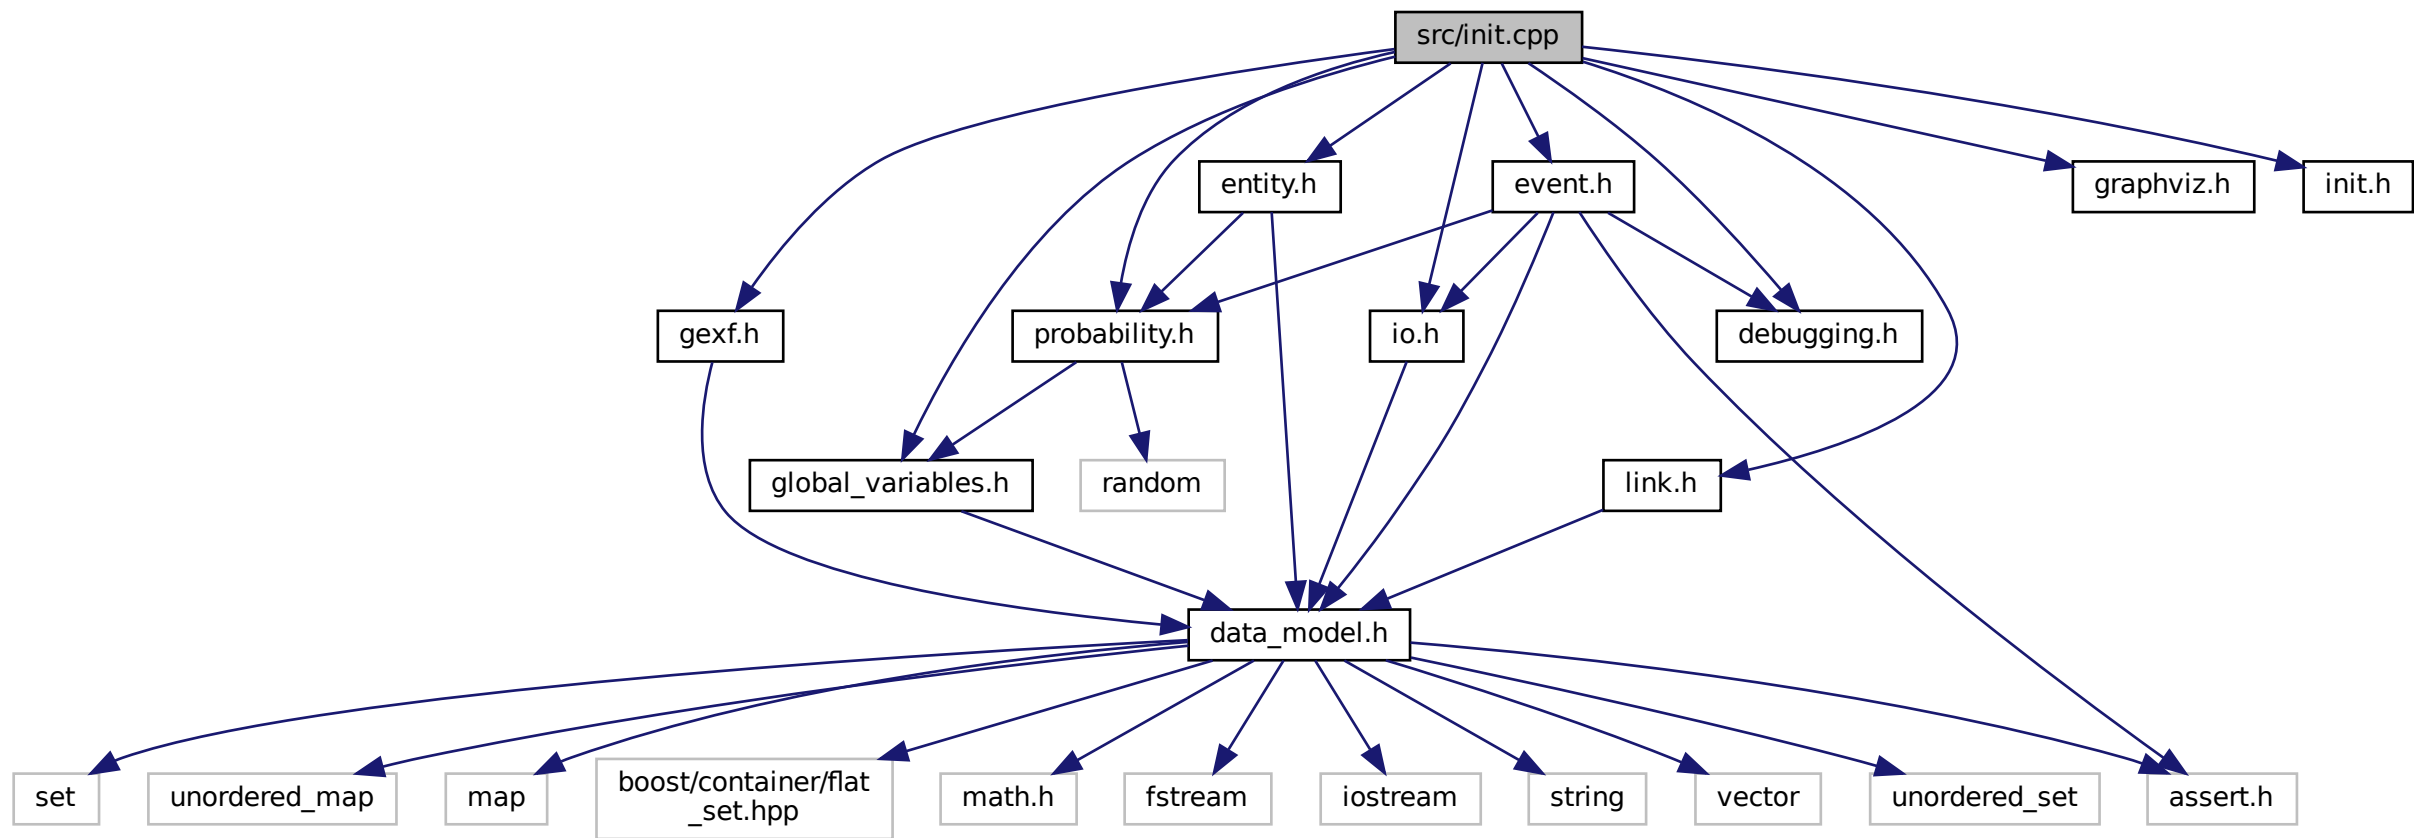 src/init.cpp
entity.h
event.h
graphviz.h
init.h
gexf.h
probability.h
io.h
debugging.h
global_variables.h
random
link.h
data_model.h
set
unordered_map
map
boost/container/flat
_set.hpp
math.h
fstream
iostream
string
vector
unordered_set
assert.h